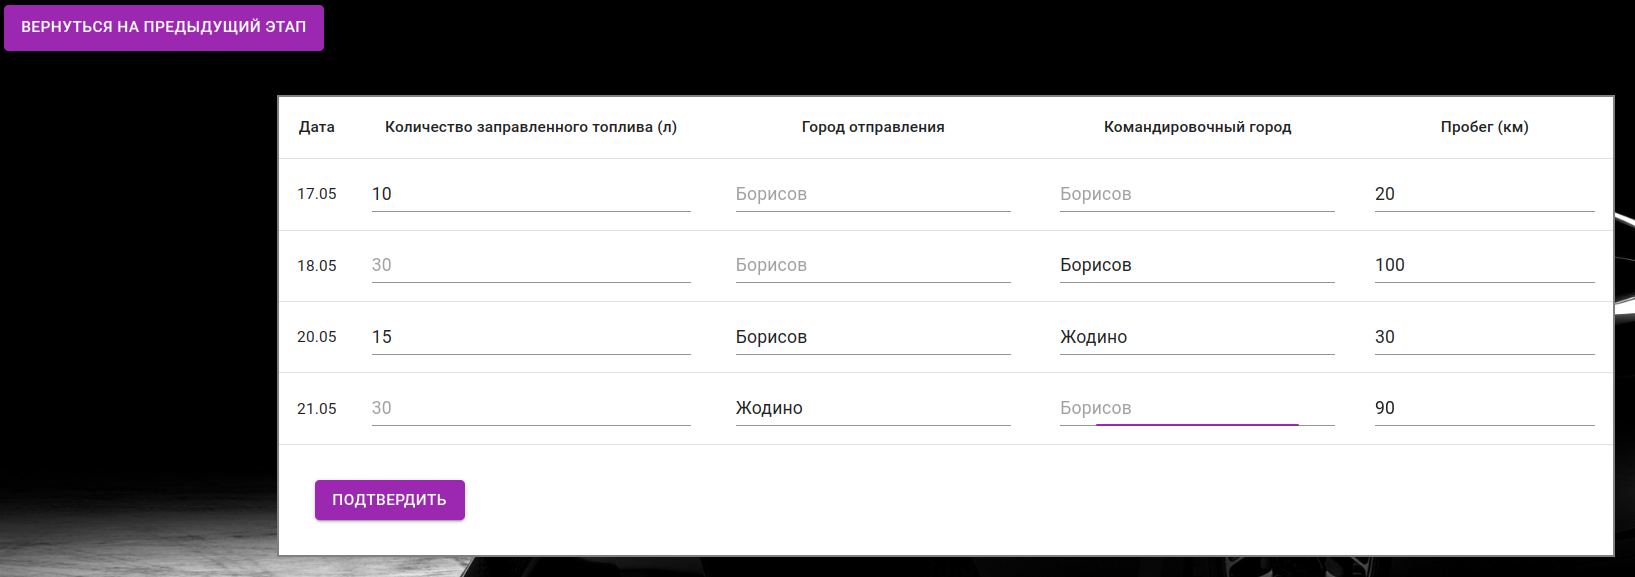 ВЕРНУТЬСЯ НА ПРЕДЫДУЩИЙ ЭТАП
Дата Количество заправленного топлива (л) Город отправления Командировочный город Пробег (км)
17.05 10 Борисов Борисов 20
18.05 30 Борисов Борисов 100
20.05 15 Борисов Жодино 30
21.05 30 Жодино Борисов 90
ПОДТВЕРДИТЬ